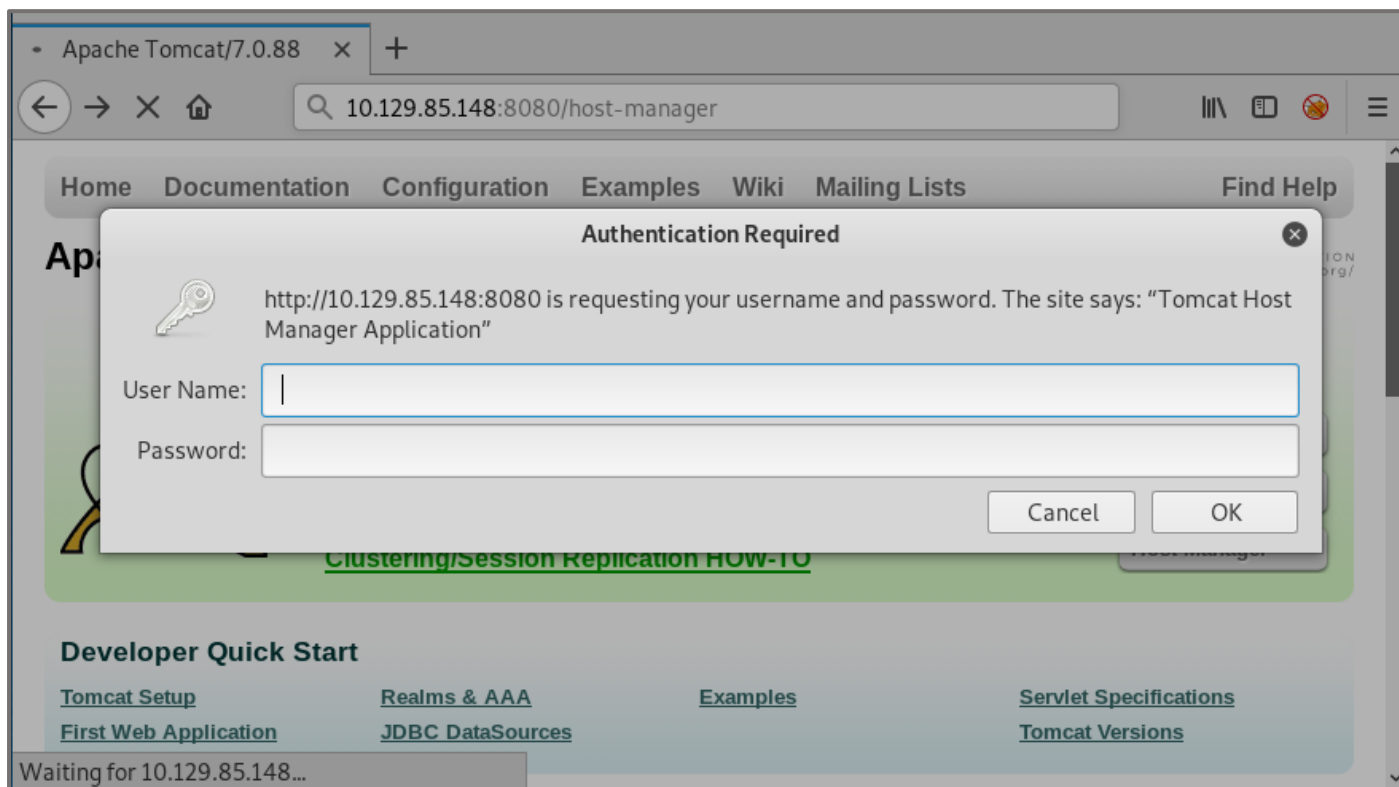 Apache Tomcat/7.0.88
10.129.85.148:8080/host-manager
Home Documentation Configuration Examples Wiki Mailing Lists Find Help
Authentication Required
http://10.129.85.148:8080 is requesting your username and password. The site says: “Tomcat Host
Manager Application”
User Name:
Password:
Cancel OK
Clustering/Session Replication HOW-TO
Developer Quick Start
Tomcat Setup Realms & AAA Examples Servlet Specifications
First Web Application JDBC DataSources Tomcat Versions
Waiting for 10.129.85.148...